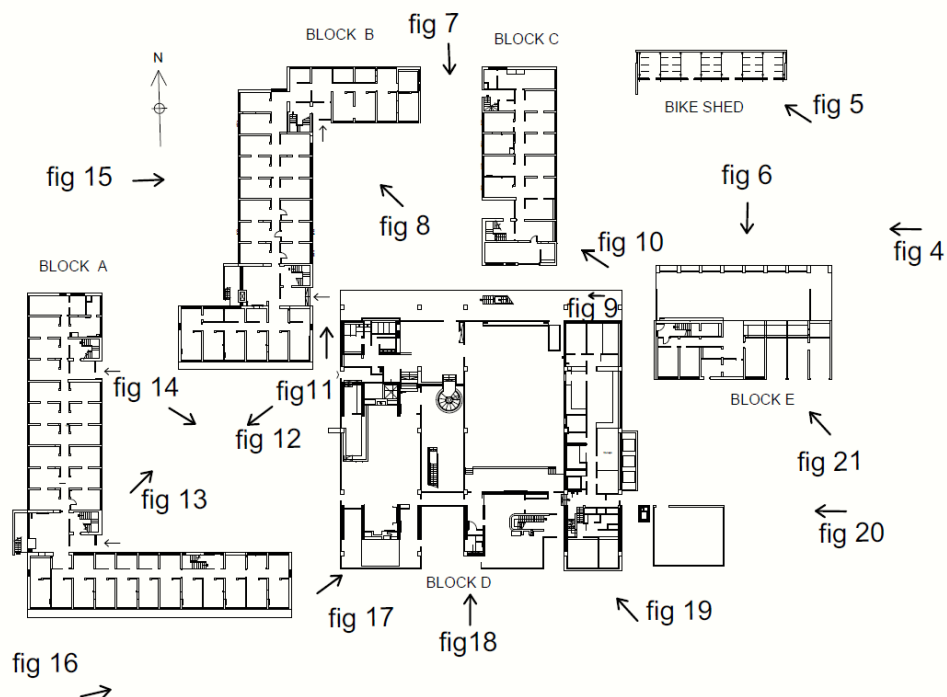 fig 7
BLOCK B
BLOCK C
N
BIKE SHED
fig 5
fig 15
fig 6
fig 8
fig 10
fig 4
BLOCK A
fig 9
fig 14
fig11
fig 12
BLOCK E
fig 13
fig 21
fig 20
BLOCK D
fig 17
fig 19
fig18
fig 16